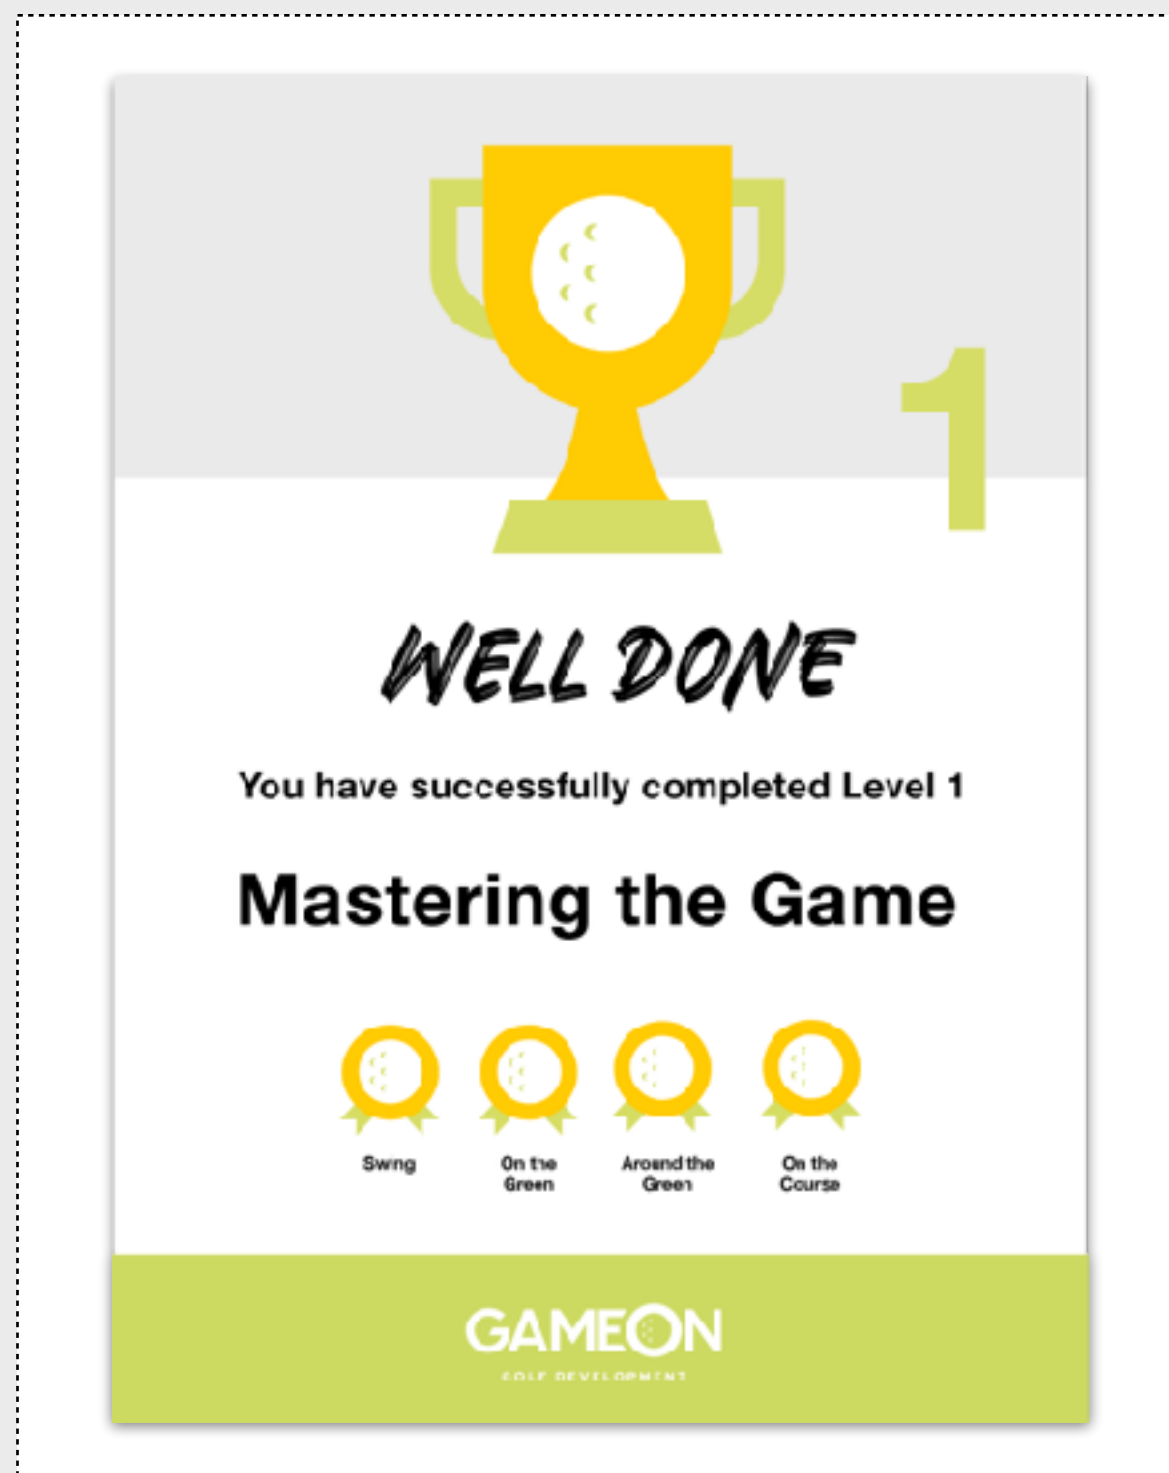 1
WELL DONE
You have successfully completed Level 1
Mastering the Game
Swing
On the
Green
Around the
Green
On the
Course
GAMEON
GOLF DEVELOPMENT